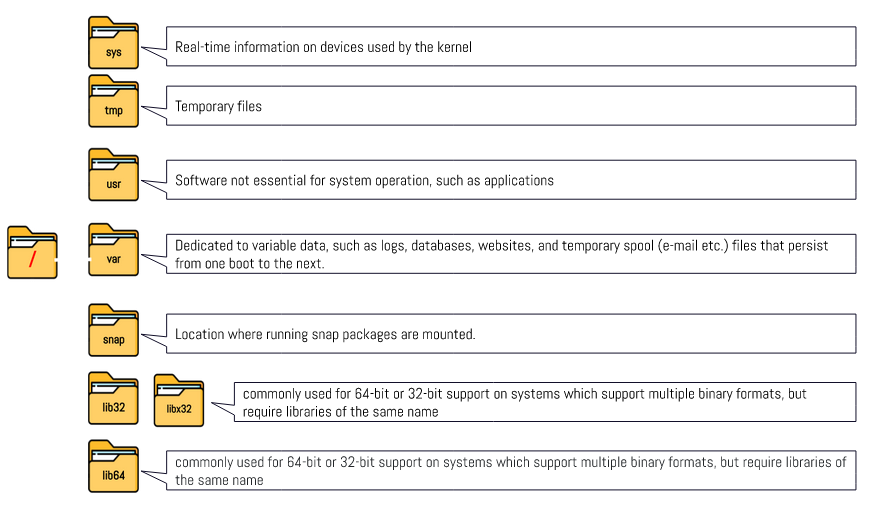 sys
Real-time information on devices used by the kernel
tmp
Temporary files
usr
Software not essential for system operation, such as applications
/
var
Dedicated to variable data, such as logs, databases, websites, and temporary spool (e-mail etc.) files that persist
from one boot to the next.
snap
Location where running snap packages are mounted.
lib32
libx32
commonly used for 64-bit or 32-bit support on systems which support multiple binary formats, but
require libraries of the same name
lib64
commonly used for 64-bit or 32-bit support on systems which support multiple binary formats, but require libraries of
the same name